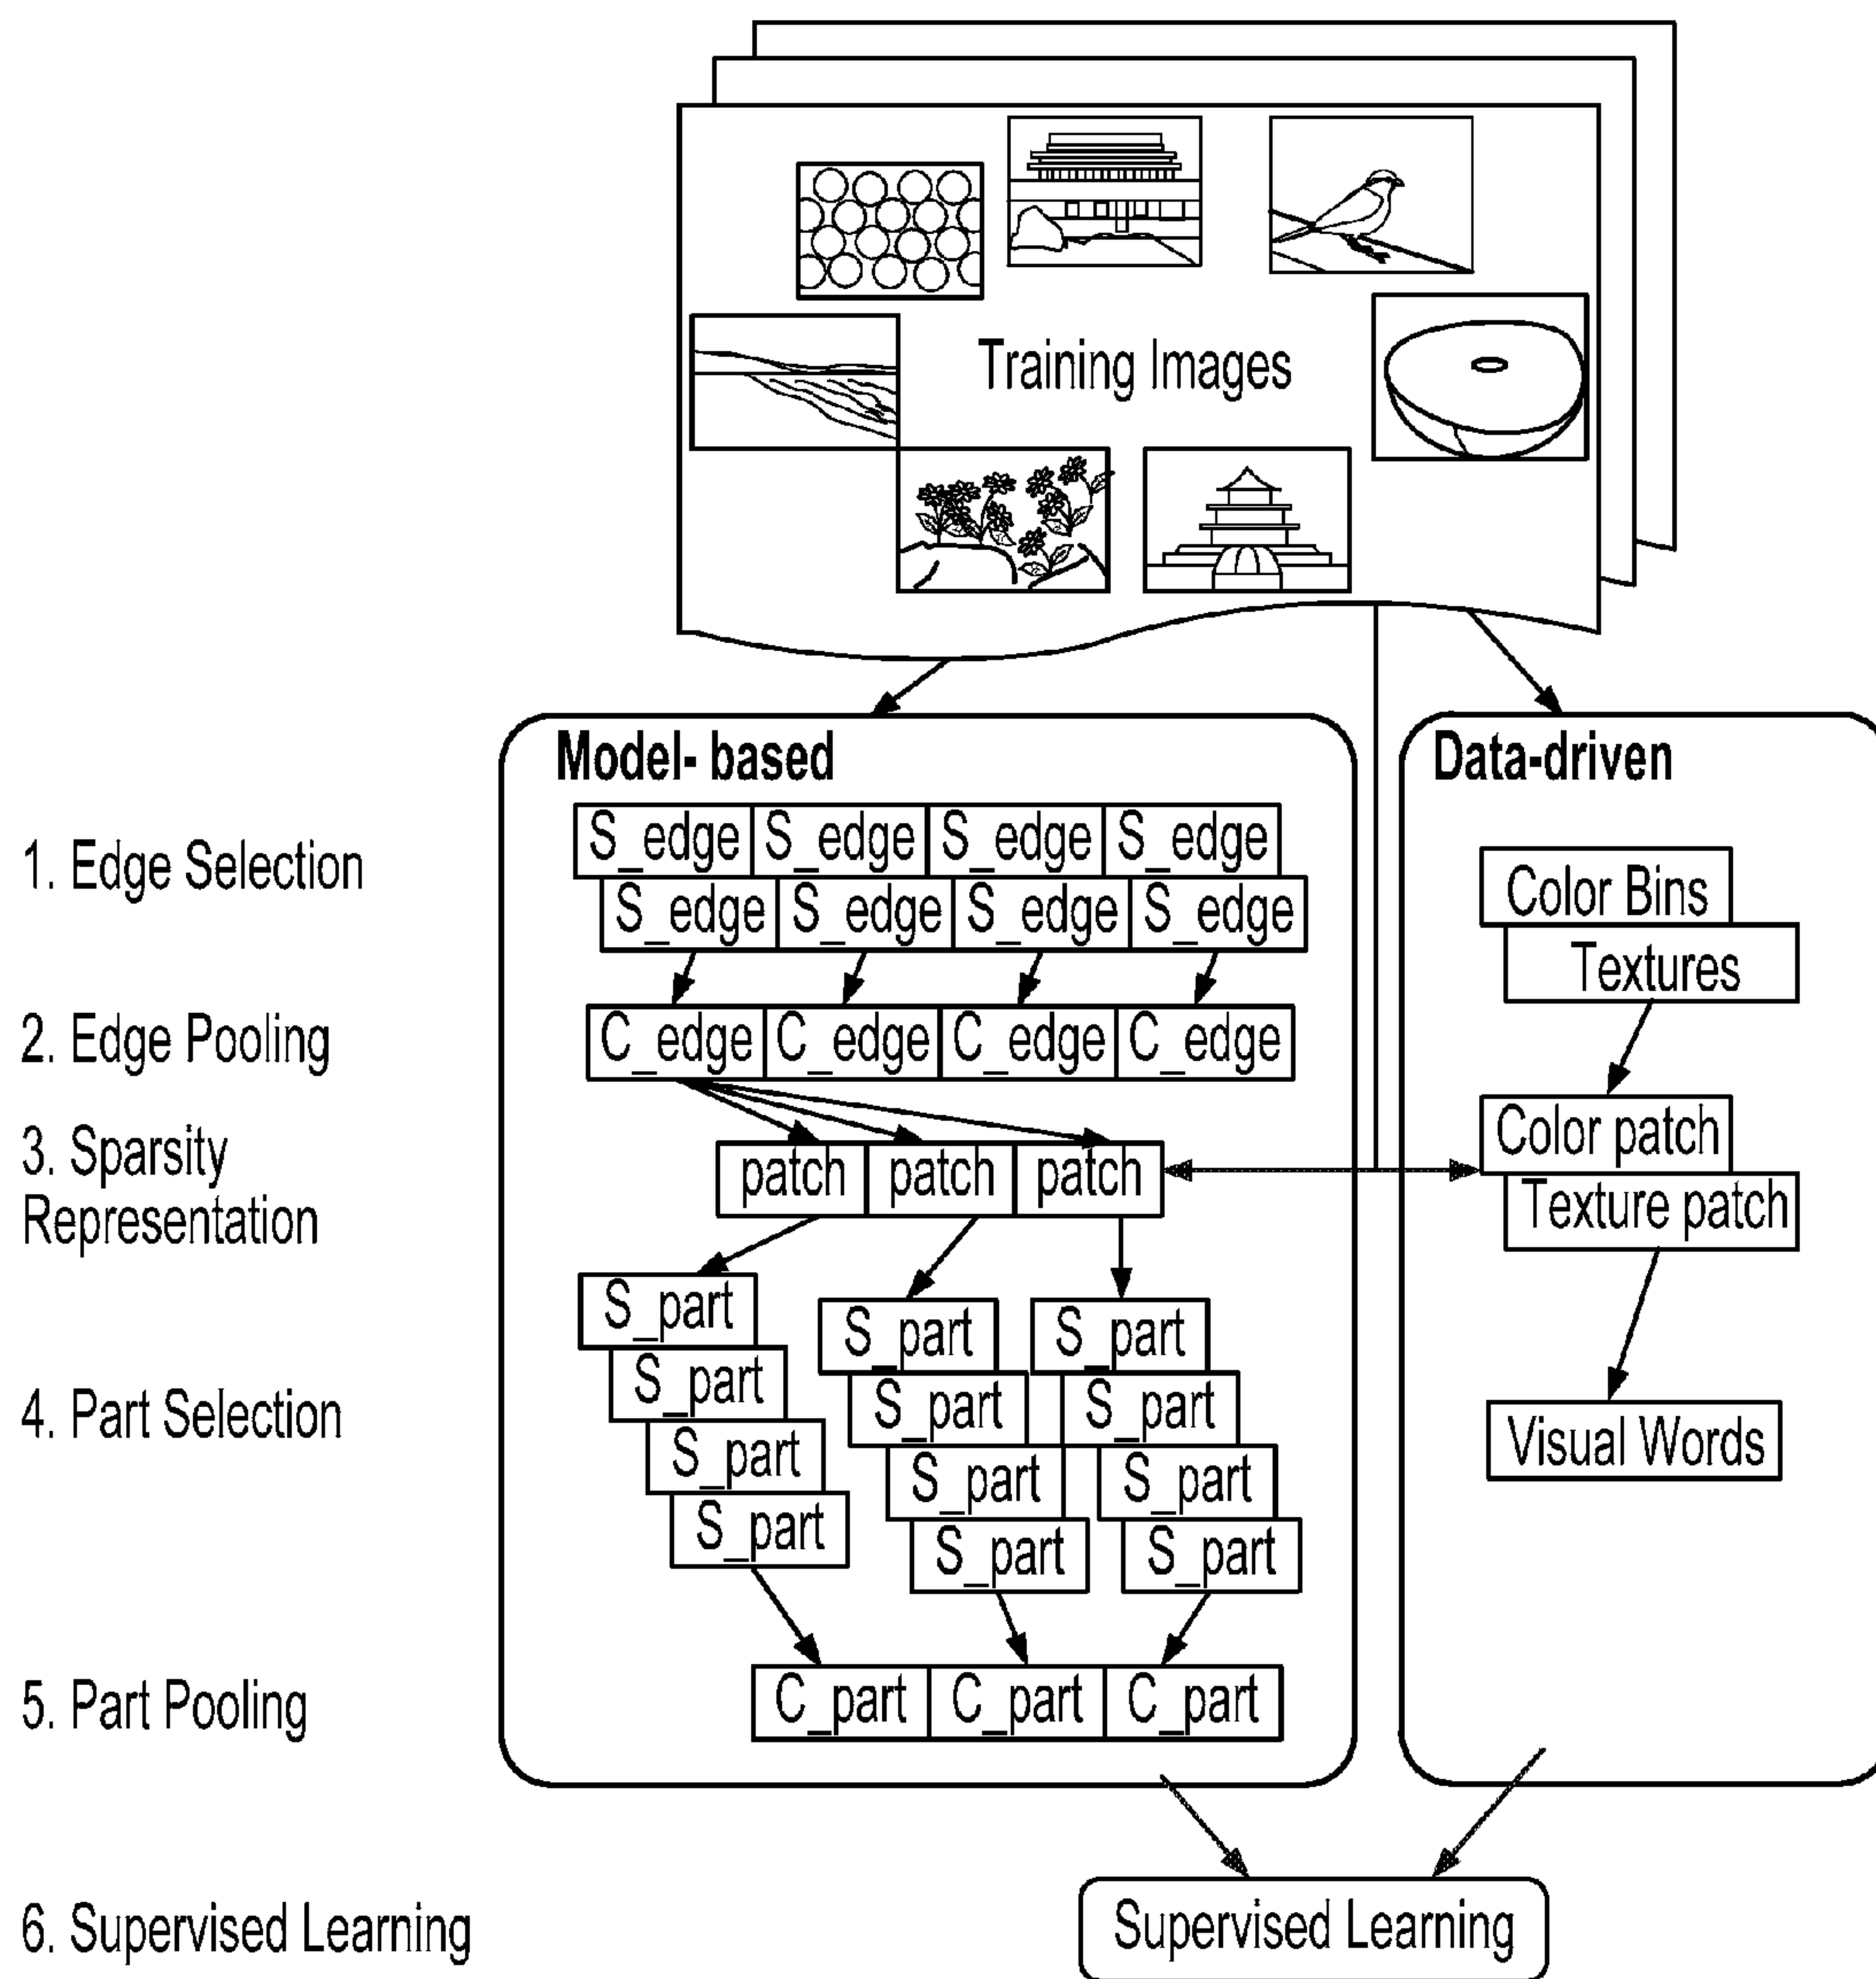 Training Images
Model- based
Data-driven
1. Edge Selection
S_edge S_edge S_edge S_edge
S_edge S_edge S_edge S_edge
Color Bins
Textures
2. Edge Pooling
C_edge C_edge C_edge C_edge
3. Sparsity
Representation
patch patch patch
Color patch
Texture patch
4. Part Selection
S_part
S_part
S_part
S_part
S_part
S_part
S_part
S_part
S_part
S_part
S_part
S_part
Visual Words
5. Part Pooling
C_part C_part C_part
6. Supervised Learning
Supervised Learning